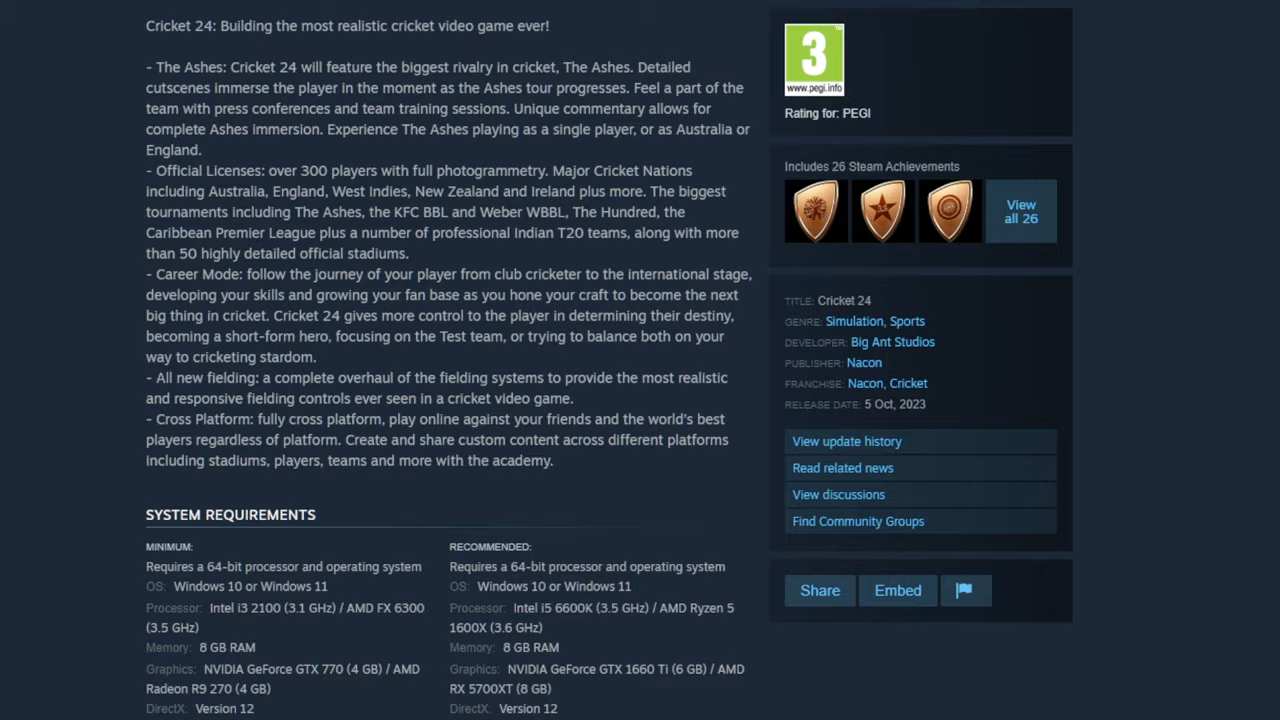 Cricket 24: Building the most realistic cricket video game ever!
- The Ashes: Cricket 24 will feature the biggest rivalry in cricket, The Ashes. Detailed
cutscenes immerse the player in the moment as the Ashes tour progresses. Feel a part of the
team with press conferences and team training sessions. Unique commentary allows for
complete Ashes immersion. Experience The Ashes playing as a single player, or as Australia or
England.
- Official Licenses: over 300 players with full photogrammetry. Major Cricket Nations
including Australia, England, West Indies, New Zealand and Ireland plus more. The biggest
tournaments including The Ashes, the KFC BBL and Weber WBBL, The Hundred, the
Caribbean Premier League plus a number of professional Indian T20 teams, along with more
than 50 highly detailed official stadiums.
- Career Mode: follow the journey of your player from club cricketer to the international stage,
developing your skills and growing your fan base as you hone your craft to become the next
big thing in cricket. Cricket 24 gives more control to the player in determining their destiny,
becoming a short-form hero, focusing on the Test team, or trying to balance both on your
way to cricketing stardom.
- All new fielding: a complete overhaul of the fielding systems to provide the most realistic
and responsive fielding controls ever seen in a cricket video game.
- Cross Platform: fully cross platform, play online against your friends and the world's best
players regardless of platform. Create and share custom content across different platforms
including stadiums, players, teams and more with the academy.
SYSTEM REQUIREMENTS
MINIMUM:
Requires a 64-bit processor and operating system
OS: Windows 10 or Windows 11
Processor: Intel i3 2100 (3.1 GHz) / AMD FX 6300
(3.5 GHz)
Memory: 8 GB RAM
Graphics: NVIDIA GeForce GTX 770 (4 GB) / AMD
Radeon R9 270 (4 GB)
DirectX: Version 12
RECOMMENDED:
Requires a 64-bit processor and operating system
OS: Windows 10 or Windows 11
Processor: Intel i5 6600K (3.5 GHz) / AMD Ryzen 5
1600X (3.6 GHz)
Memory: 8 GB RAM
Graphics: NVIDIA GeForce GTX 1660 Ti (6 GB) / AMD
RX 5700XT (8 GB)
DirectX: Version 12
3
www.pegi.info
Rating for: PEGI
Includes 26 Steam Achievements
View
all 26
TITLE: Cricket 24
GENRE: Simulation, Sports
DEVELOPER: Big Ant Studios
PUBLISHER: Nacon
FRANCHISE: Nacon, Cricket
RELEASE DATE: 5 Oct, 2023
View update history
Read related news
View discussions
Find Community Groups
Share
Embed